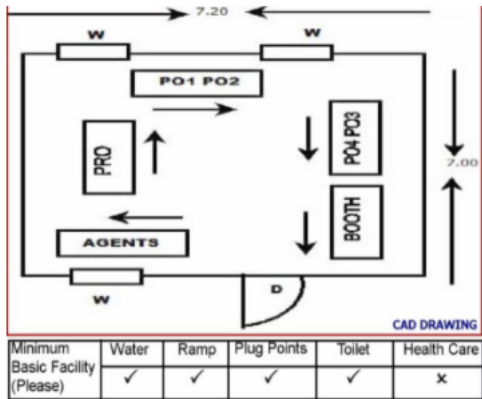 7.20
W W
PO1 PO2
PO4 PO3
PRO
7.00
BOOTH
AGENTS
W
D
CAD DRAWING
Minimum Basic Facility (Please) Water Ramp Plug Points Toilet Health Care
✓ ✓ ✓ ✓ x